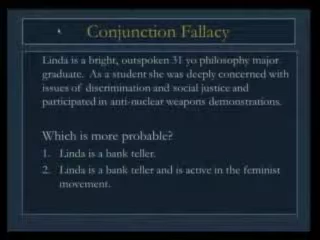 Conjunction Fallacy
Linda is a bright, outspoken 31 yo philosophy major
graduate. As a student she was deeply concerned with
issues of discrimination and social justice and
participated in anti-nuclear weapons demonstrations.
Which is more probable?
1. Linda is a bank teller.
2. Linda is a bank teller and is active in the feminist
movement.